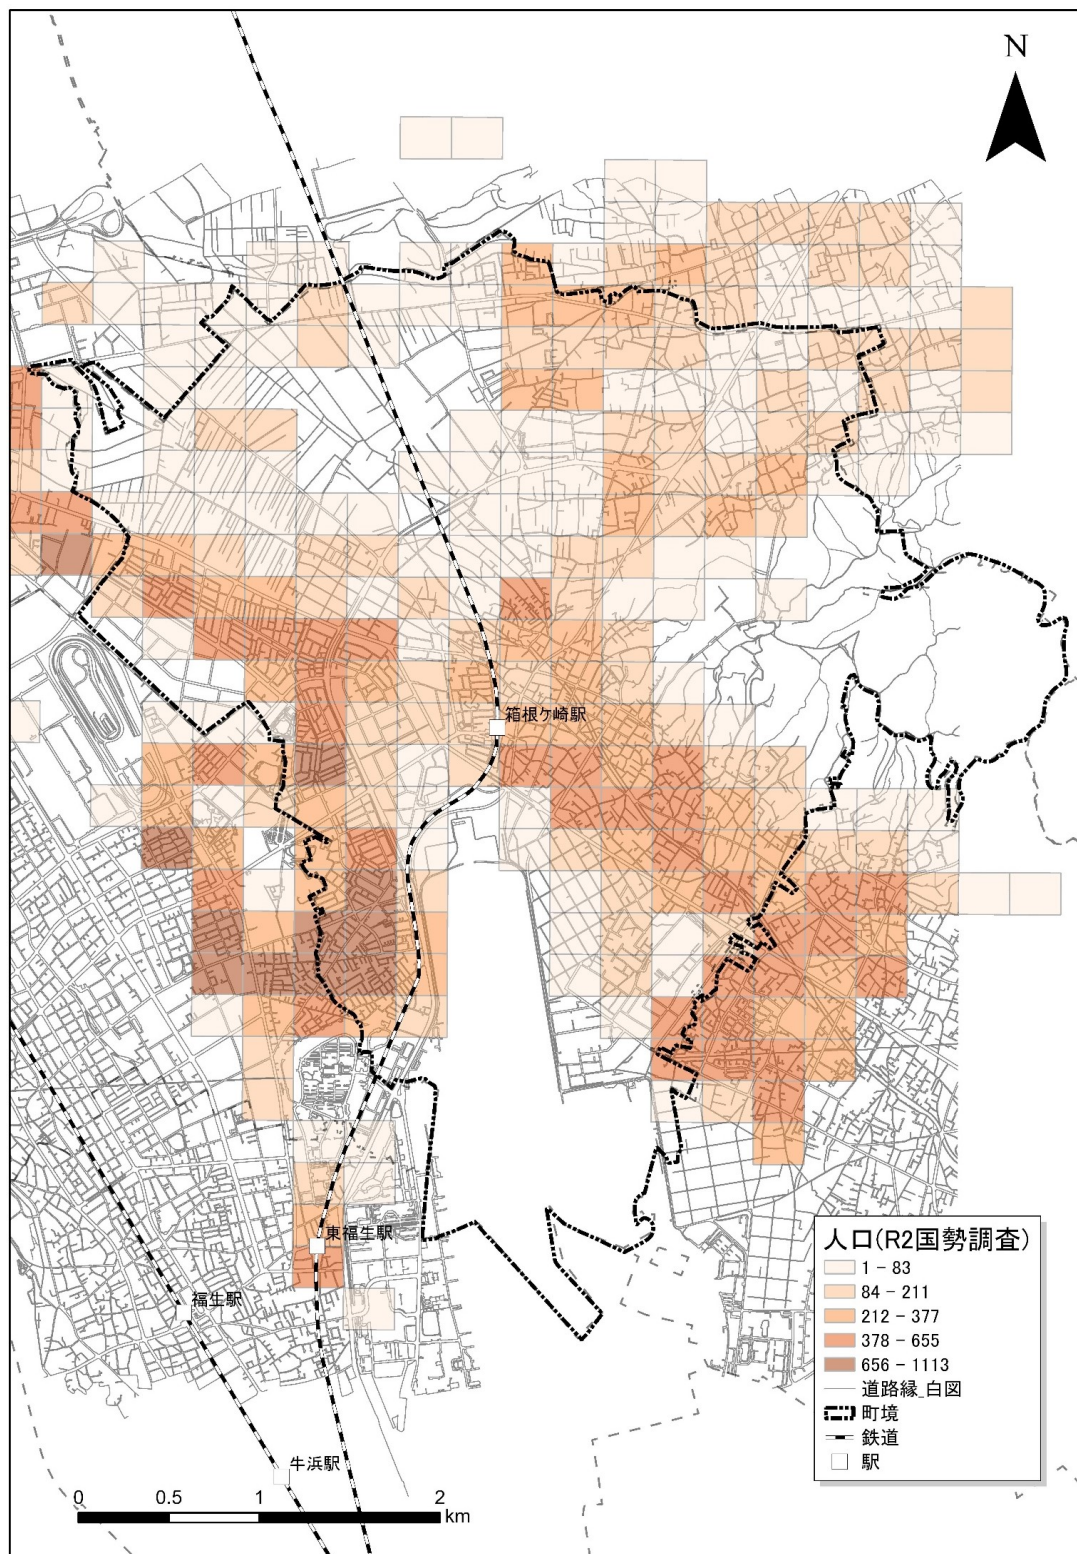 N
箱根ケ崎駅
東福生駅
福生駅
牛浜駅
人口(R2国勢調査)
1 - 83
84 - 211
212 - 377
378 - 655
656 - 1113
道路縁_白図
町境
鉄道
駅
0 0.5 1 2
km